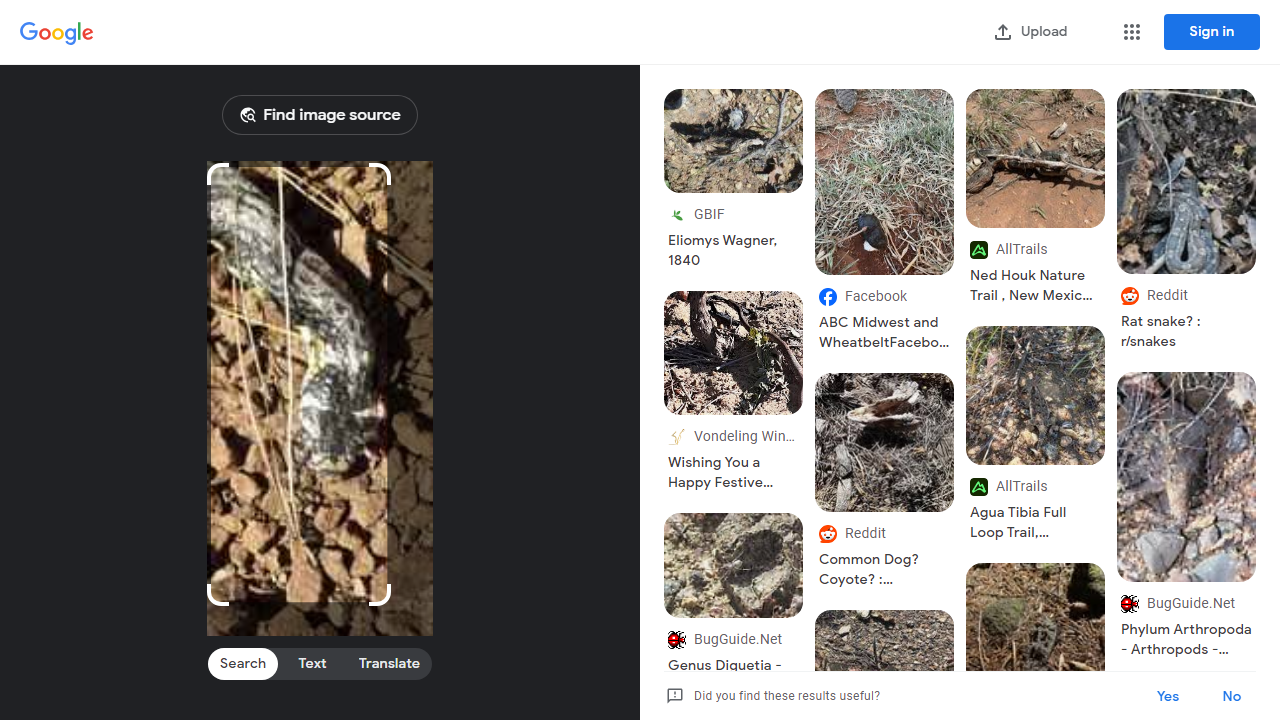 Google
Upload
Sign in
Find image source
Search
Text
Translate
GBIF
Eliomys Wagner,
1840
Vondeling Win...
Wishing You a
Happy Festive...
BugGuide.Net
Genus Diguetia -
Facebook
ABC Midwest and
WheatbeltFacebo...
Reddit
Common Dog?
Coyote? :...
AllTrails
Ned Houk Nature
Trail , New Mexic...
AllTrails
Agua Tibia Full
Loop Trail,...
Reddit
Rat snake? :
r/snakes
BugGuide.Net
Phylum Arthropoda
- Arthropods -...
Did you find these results useful?
Yes
No